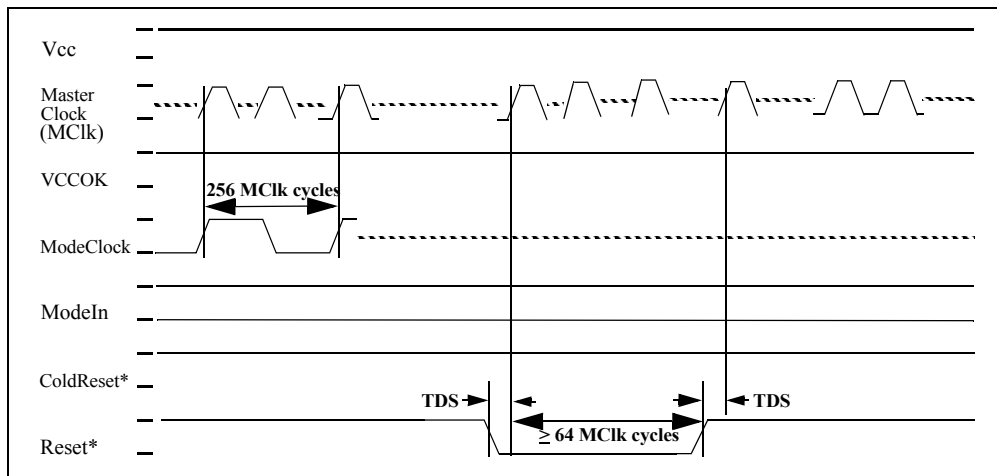 Vcc
Master
Clock
(MClk)
VCCOK
256 MClk cycles
ModeClock
ModeIn
ColdReset*
TDS
TDS
≥ 64 MClk cycles
Reset*